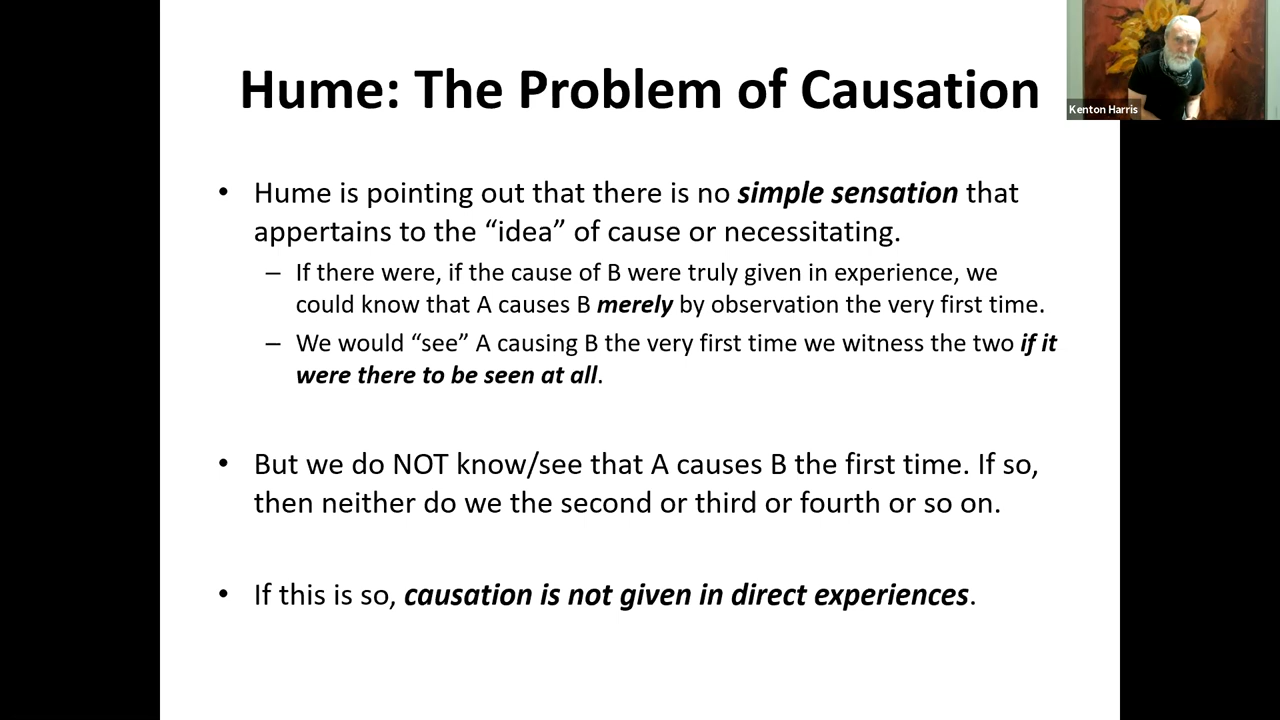 Hume: The Problem of Causation
Kenton Harris
• Hume is pointing out that there is no simple sensation that
appertains to the “idea” of cause or necessitating.
– If there were, if the cause of B were truly given in experience, we
could know that A causes B merely by observation the very first time.
– We would “see” A causing B the very first time we witness the two if it
were there to be seen at all.
• But we do NOT know/see that A causes B the first time. If so,
then neither do we the second or third or fourth or so on.
• If this is so, causation is not given in direct experiences.